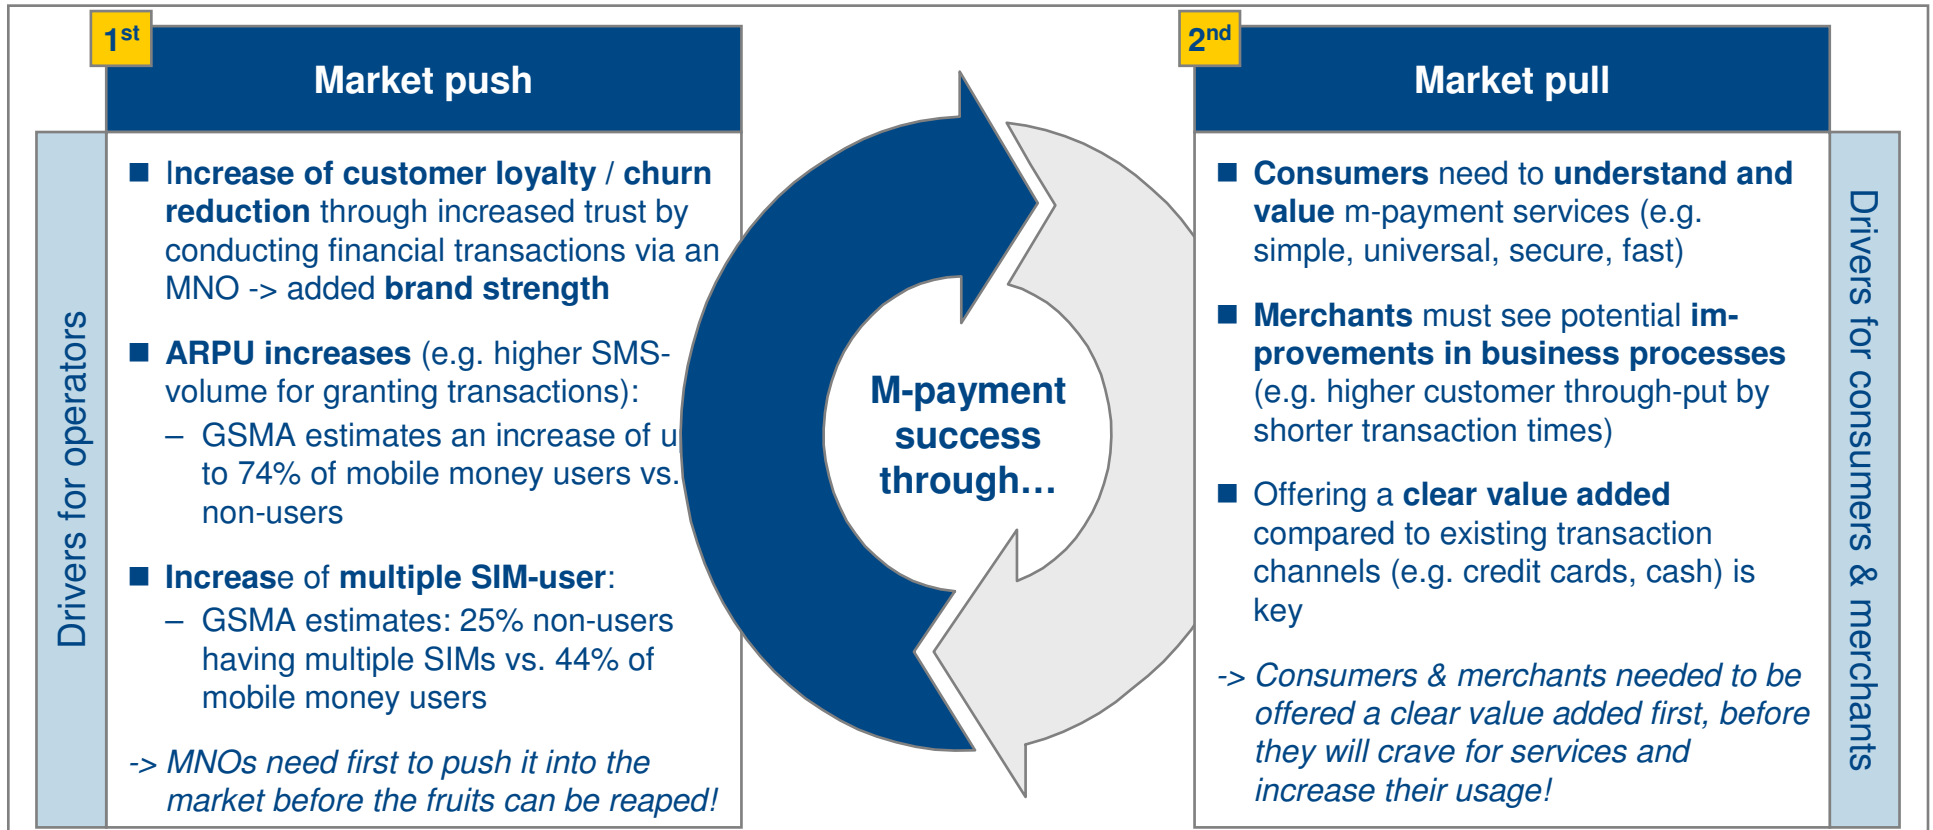 1st
Market push
Drivers for operators
■ Increase of customer loyalty / churn
reduction through increased trust by
conducting financial transactions via an
MNO -> added brand strength
■ ARPU increases (e.g. higher SMS-
volume for granting transactions):
– GSMA estimates an increase of u
to 74% of mobile money users vs.
non-users
■ Increase of multiple SIM-user:
– GSMA estimates: 25% non-users
having multiple SIMs vs. 44% of
mobile money users
-> MNOs need first to push it into the
market before the fruits can be reaped!
M-payment
success
through…
2nd
Market pull
■ Consumers need to understand and
value m-payment services (e.g.
simple, universal, secure, fast)
■ Merchants must see potential im-
provements in business processes
(e.g. higher customer through-put by
shorter transaction times)
■ Offering a clear value added
compared to existing transaction
channels (e.g. credit cards, cash) is
key
-> Consumers & merchants needed to be
offered a clear value added first, before
they will crave for services and
increase their usage!
Drivers for consumers & merchants